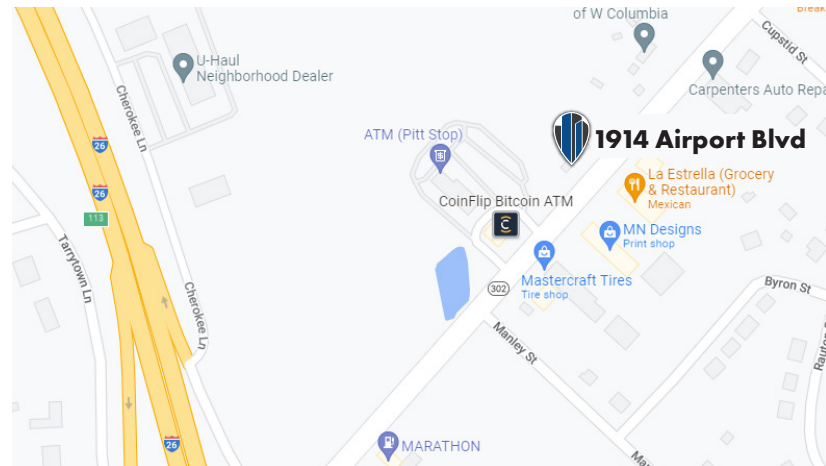 of W Columbia
Break
Cupstid St
U-Haul
Neighborhood Dealer
Cherokee Ln
Carpenters Auto Repa
26
ATM (Pitt Stop)
1914 Airport Blvd
La Estrella (Grocery
& Restaurant)
Mexican
26
CoinFlip Bitcoin ATM
113
MN Designs
Print shop
Tarrytown Ln
Mastercraft Tires
Tire shop
302
Byron St
Cherokee Ln
Manley St
Rauton
26
MARATHON
Ma